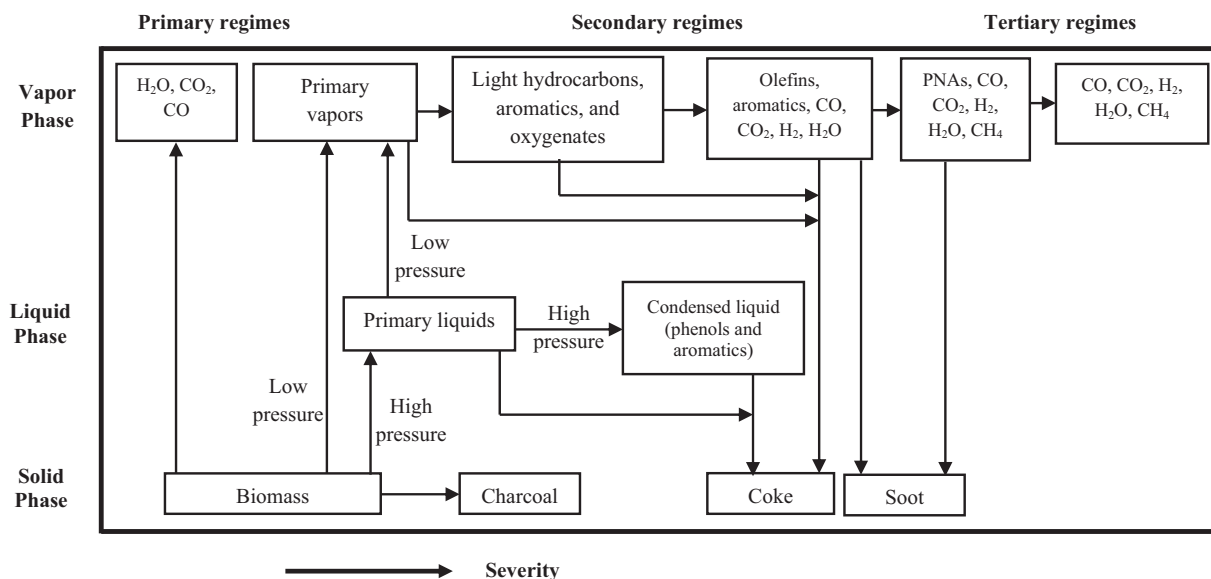 Primary regimes
Secondary regimes
Tertiary regimes
Vapor
Phase
H₂O, CO₂,
CO
Primary
vapors
Light hydrocarbons,
aromatics, and
oxygenates
Olefins,
aromatics, CO,
CO₂, H₂, H₂O
PNAs, CO,
CO₂, H₂,
H₂O, CH₄
CO, CO₂, H₂,
H₂O, CH₄
Low
pressure
Liquid
Phase
Primary liquids
High
pressure
Condensed liquid
(phenols and
aromatics)
Low
pressure
High
pressure
Solid
Phase
Biomass
Charcoal
Coke
Soot
Severity